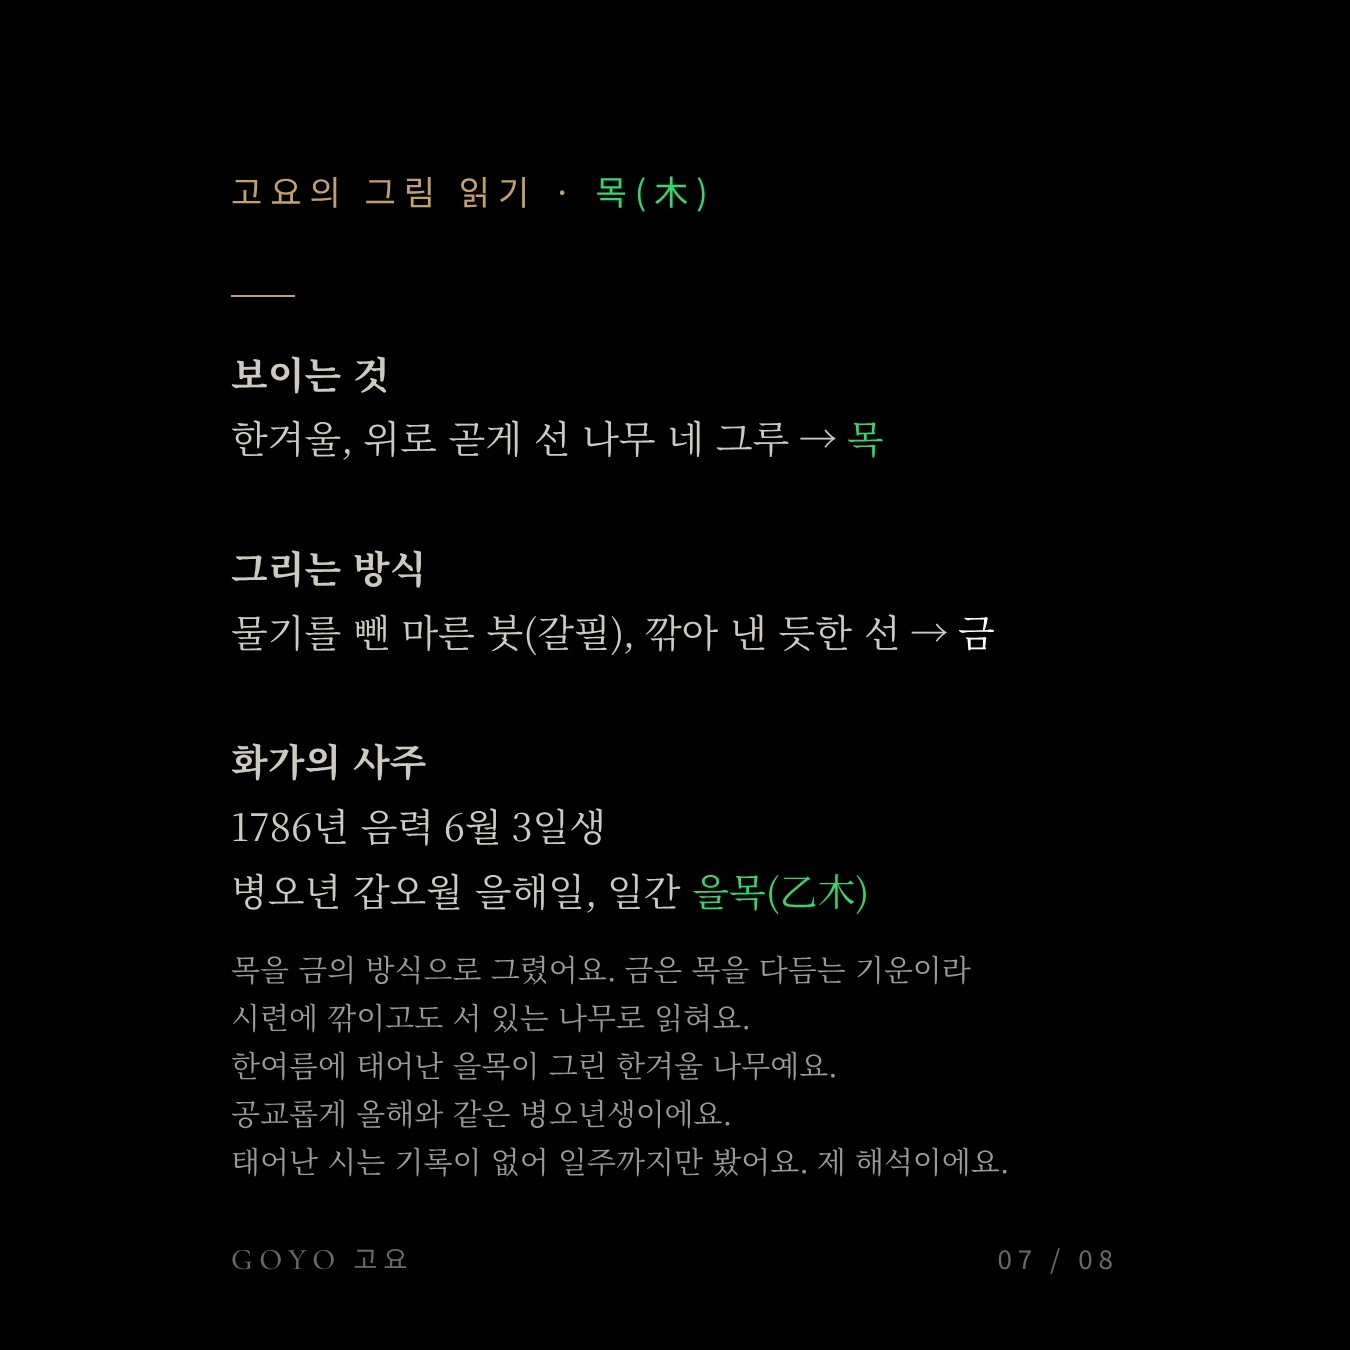 고요의 그림 읽기 · 목(木)
보이는 것
한겨울, 위로 곧게 선 나무 네 그루 → 목
그리는 방식
물기를 뺀 마른 붓(갈필), 깎아 낸 듯한 선 → 금
화가의 사주
1786년 음력 6월 3일생
병오년 갑오월 을해일, 일간 을목(乙木)
목을 금의 방식으로 그렸어요. 금은 목을 다듬는 기운이라
시련에 깎이고도 서 있는 나무로 읽혀요.
한여름에 태어난 을목이 그린 한겨울 나무예요.
공교롭게 올해와 같은 병오년생이에요.
태어난 시는 기록이 없어 일주까지만 봤어요. 제 해석이에요.
GOYO 고요
07 / 08